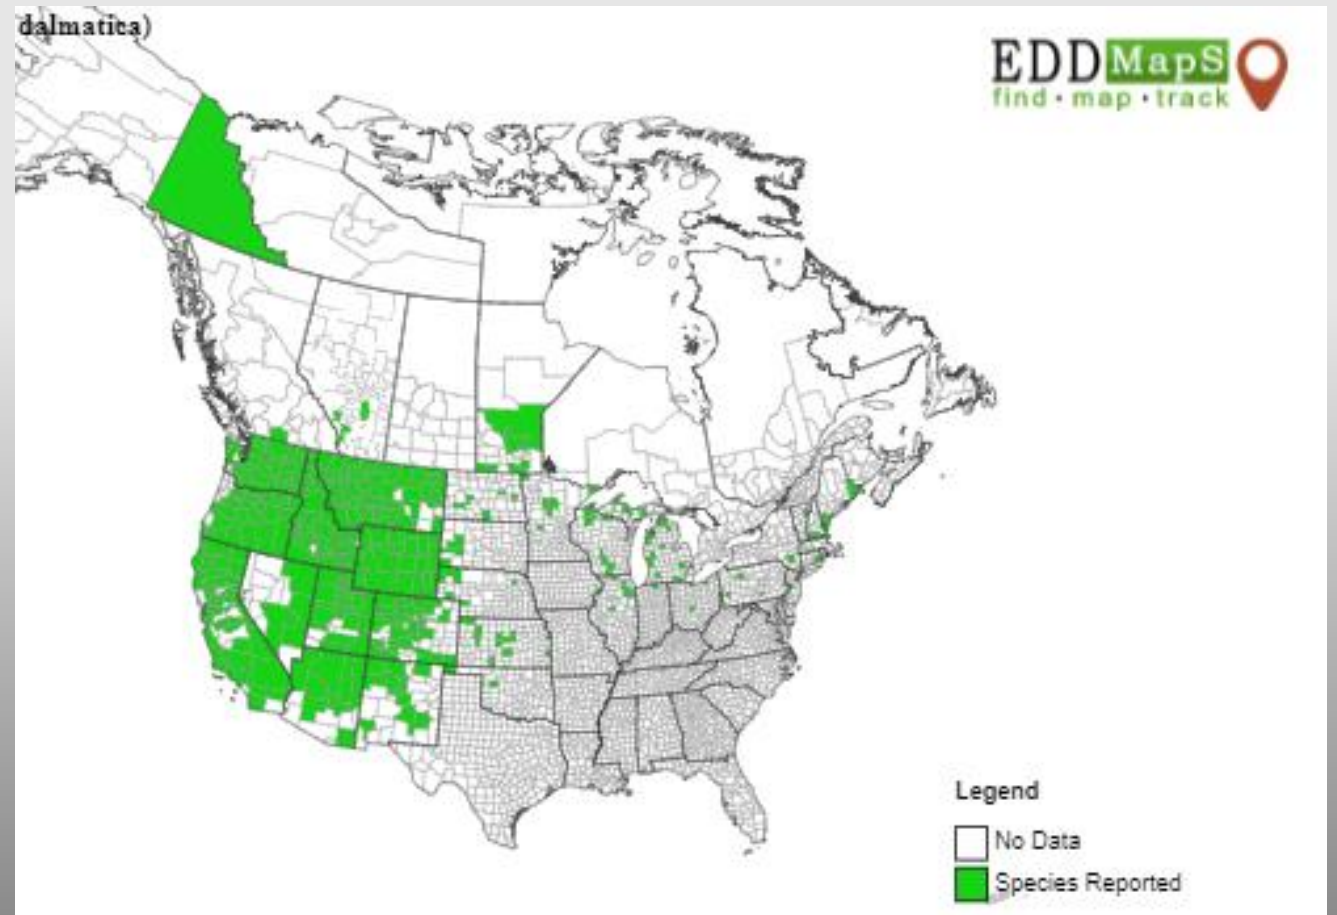 dalmatica)
EDDMapS
find · map · track
Legend
No Data
Species Reported